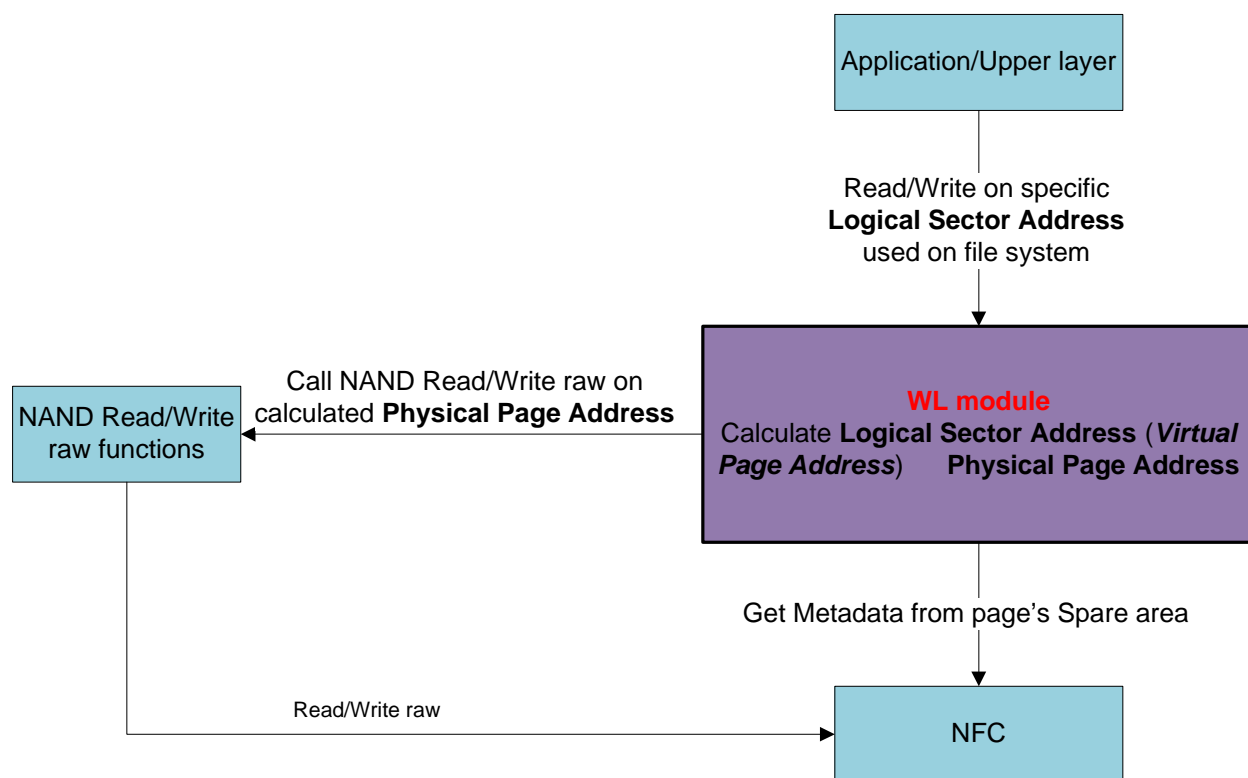 Application/Upper layer
Read/Write on specific
Logical Sector Address
used on file system
Call NAND Read/Write raw on
calculated Physical Page Address
NAND Read/Write
raw functions
WL module
Calculate Logical Sector Address (Virtual
Page Address) Physical Page Address
Get Metadata from page's Spare area
Read/Write raw
NFC